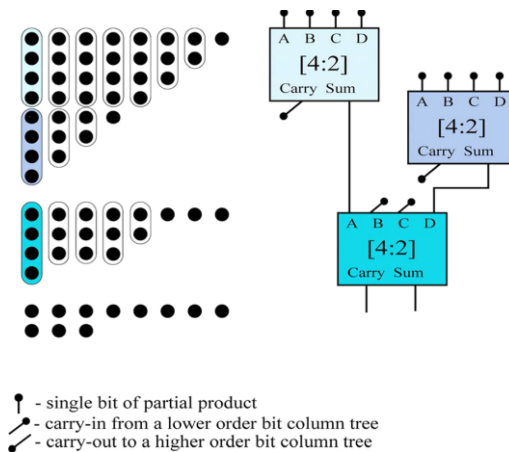 A B C D
[4:2]
Carry Sum
A B C D
[4:2]
Carry Sum
A B C D
[4:2]
Carry Sum
- single bit of partial product
- carry-in from a lower order bit column tree
- carry-out to a higher order bit column tree